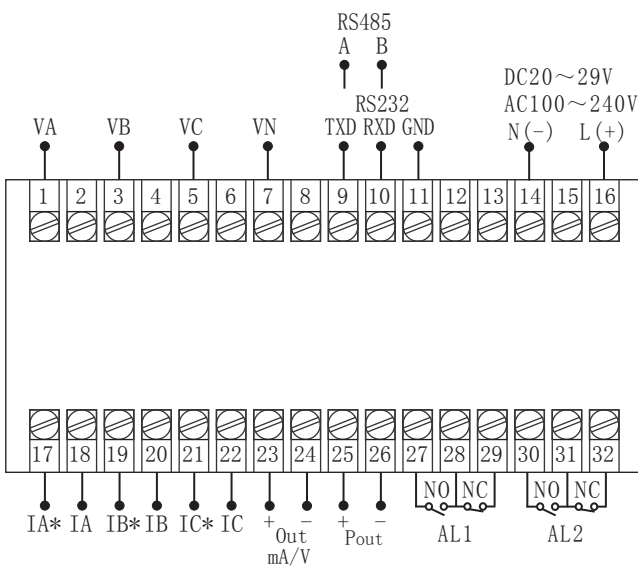 RS485
A B
DC20～29V
RS232 AC100～240V
VA VB VC VN TXD RXD GND N(-) L(+)
1 2 3 4 5 6 7 8 9 10 11 12 13 14 15 16
17 18 19 20 21 22 23 24 25 26 27 28 29 30 31 32
NO NC NO NC
IA* IA IB* IB IC* IC + - + -
Out Pout AL1 AL2
mA/V